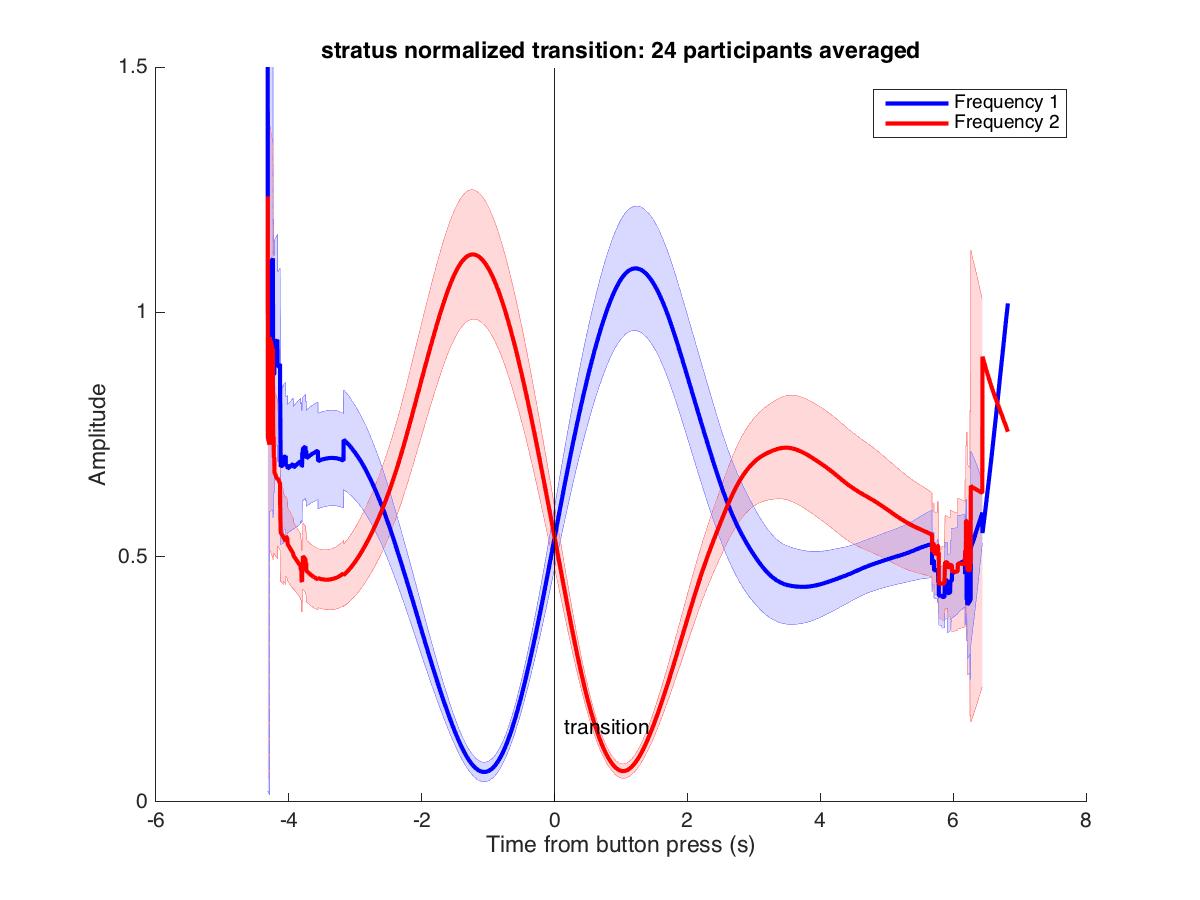 stratus normalized transition: 24 participants averaged
1.5
Frequency 1
Frequency 2
1
Amplitude
0.5
transition
0
-6
-4
-2
0
2
4
6
8
Time from button press (s)